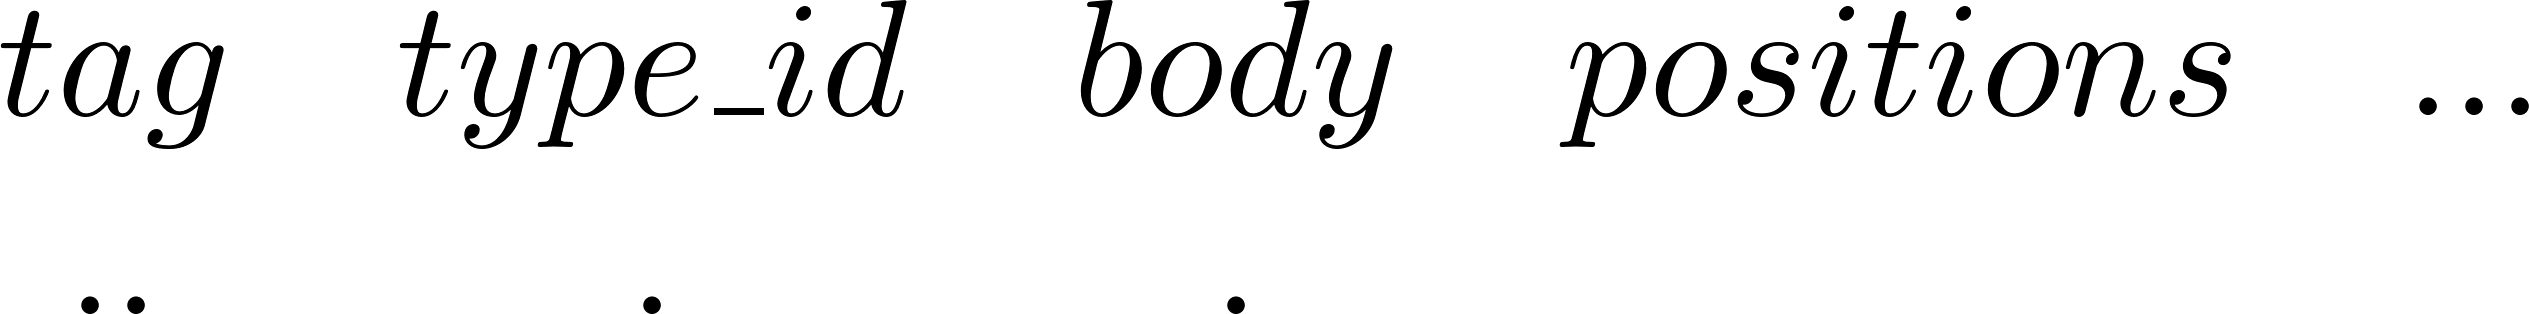 tag type_id body positions ...
.. . .